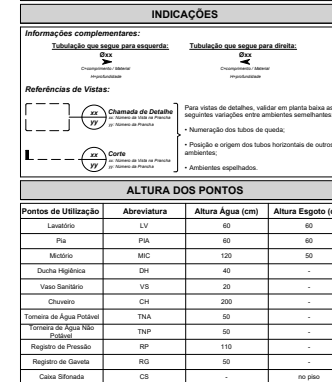 INDICAÇÕES
Informações complementares:
Tubulação que segue para esquerda:
Øxx
C=comprimento / Material
H=profundidade
Tubulação que segue para direita:
Øxx
C=comprimento / Material
H=profundidade
Referências de Vistas:
xx
yy
Chamada de Detalhe
xx: Número da Vista na Prancha
yy: Número da Prancha
xx
yy
Corte
xx: Número da Vista na Prancha
yy: Número da Prancha
Para vistas de detalhes, validar em planta baixa as
seguintes variações entre ambientes semelhantes
• Numeração dos tubos de queda;
• Posição e origem dos tubos horizontais de outros
ambientes;
• Ambientes espelhados.
ALTURA DOS PONTOS
Pontos de Utilização Abreviatura Altura Água (cm) Altura Esgoto (c
Lavatório LV 60 60
Pia PIA 60 60
Mictório MIC 120 50
Ducha Higiênica DH 40 -
Vaso Sanitário VS 20 -
Chuveiro CH 200 -
Torneira de Água Potável TNA 50 -
Torneira de Água Não
Potável TNP 50 -
Registro de Pressão RP 110 -
Registro de Gaveta RG 50 -
Caixa Sifonada CS - no piso